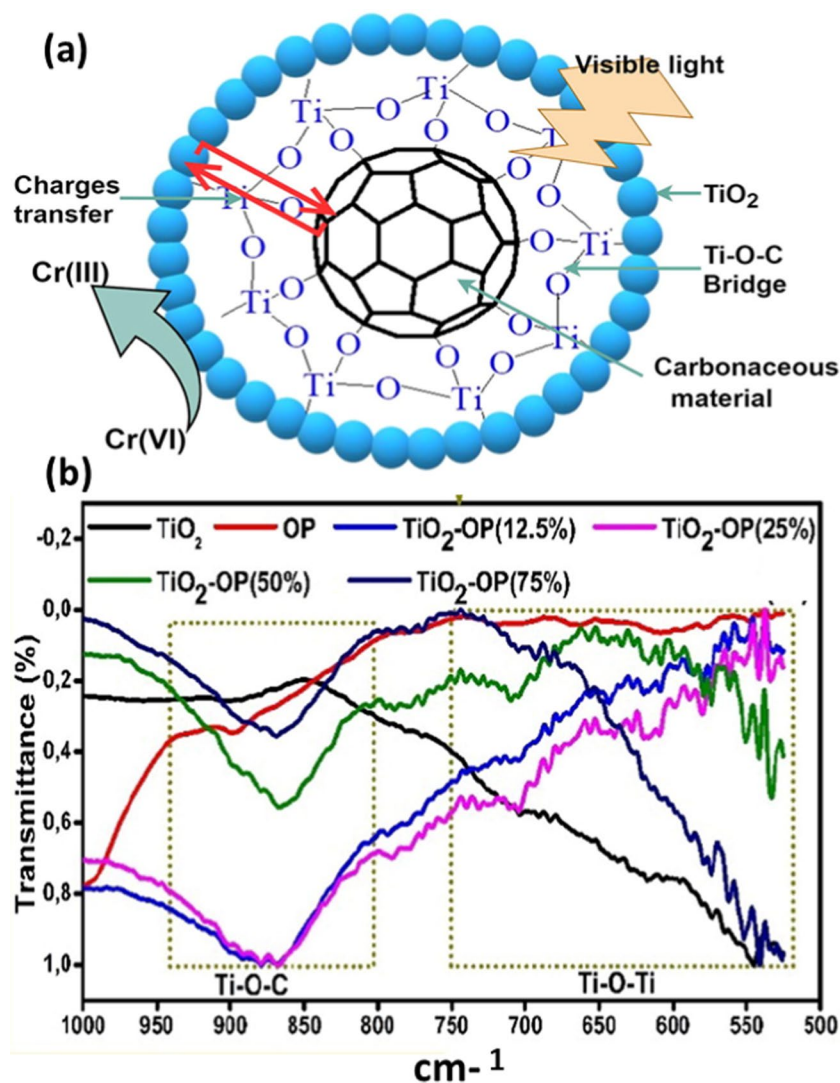 (a)
Visible light
Ti
Ti
O
O
O
O
O
O
T
Charges
transfer
Ti
O
O
TiO₂
O
O
Ti
Ti-O-C
Bridge
Cr(III)
Ti
O
O
O
O
O
O
O
Ti
Ti
O
Ti
Carbonaceous
material
Cr(VI)
(b)
TiO₂ OP TiO₂-OP(12.5%) TiO₂-OP(25%)
TiO₂-OP(50%) TiO₂-OP(75%)
Transmittance (%)
-0,2
0,0
0,2
0,4
0,6
0,8
1,0
Ti-O-C Ti-O-Ti
1000 950 900 850 800 750 700 650 600 550 500
cm- ¹